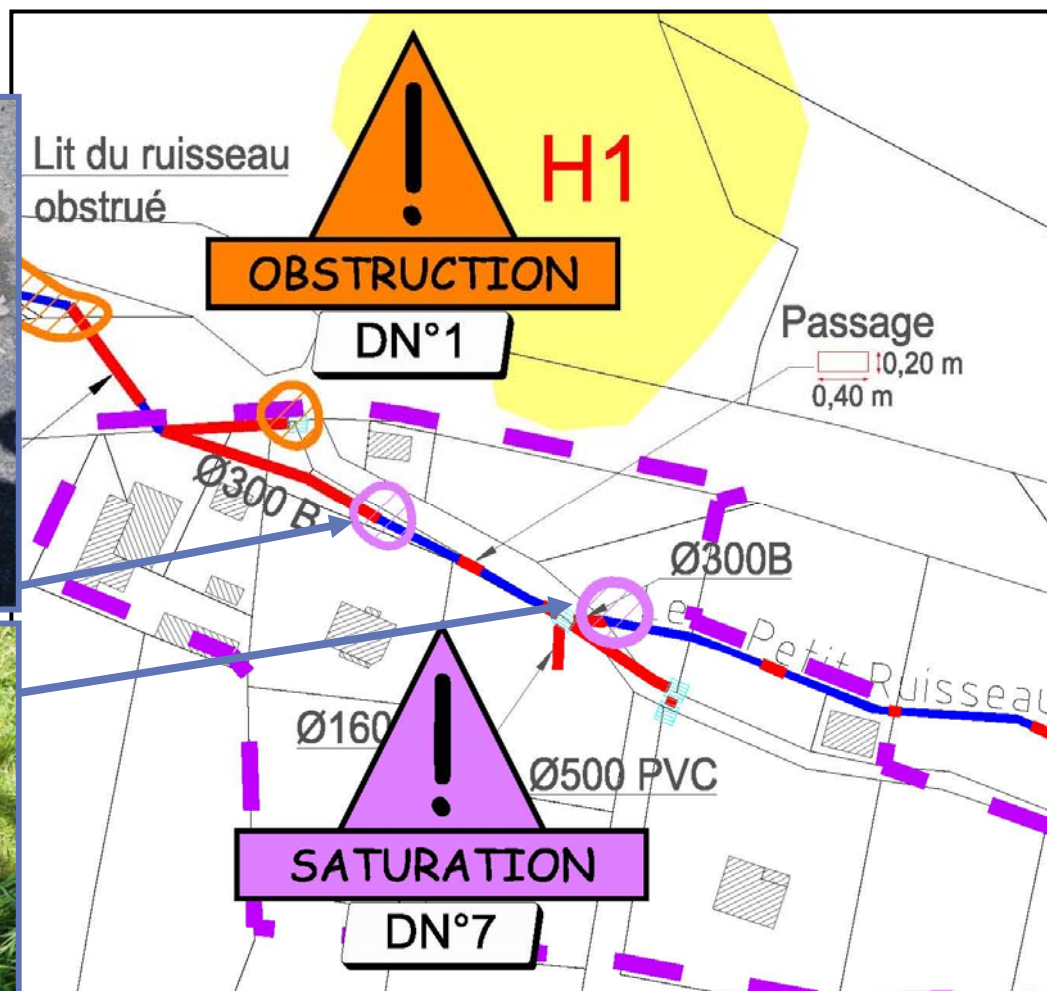 Lit du ruisseau
obstrué
H1
OBSTRUCTION
DN°1
Passage
0,20 m
0,40 m
Ø300 B
Ø300B
Le Petit Ruisseau
Ø160
Ø500 PVC
SATURATION
DN°7